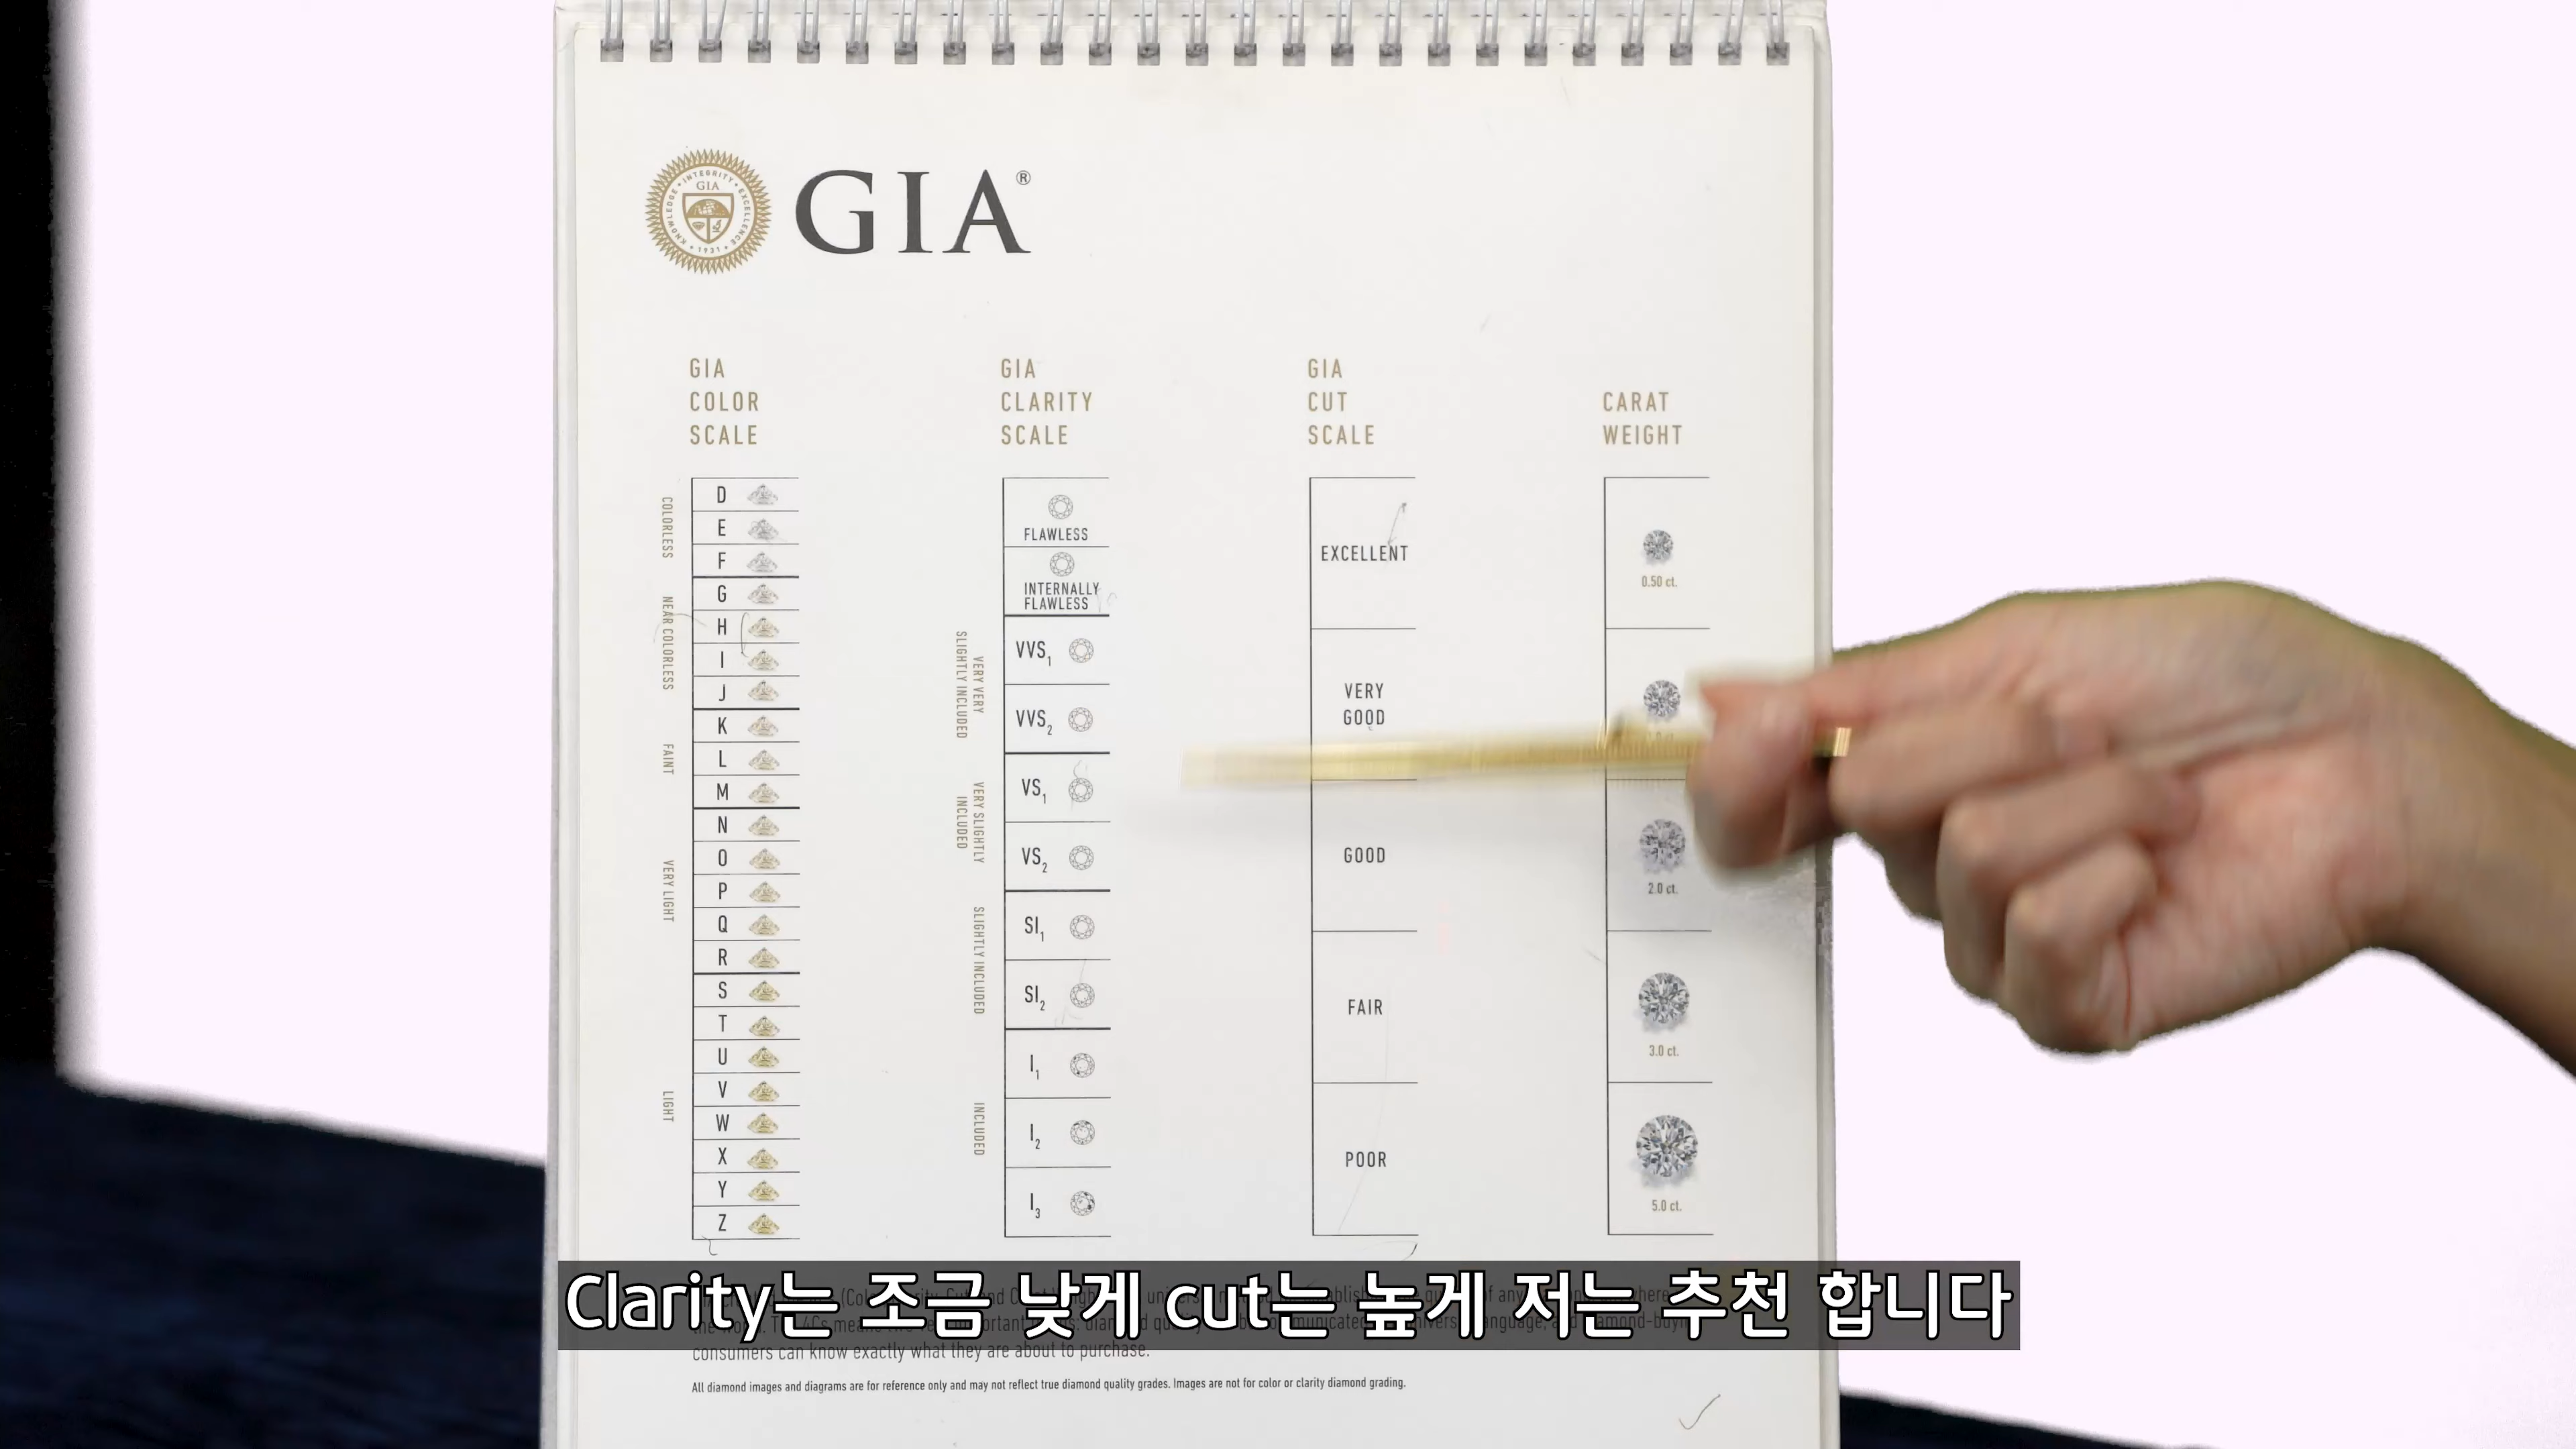 INTEGRITY • EXCELLENCE • 1931 • KNOWLEDGE
GIA
GIA®
GIA
COLOR
SCALE
COLORLESS
D
E
F
NEAR COLORLESS
G
H
I
J
FAINT
K
L
M
VERY LIGHT
N
O
P
Q
R
LIGHT
S
T
U
V
W
X
Y
Z
GIA
CLARITY
SCALE
FLAWLESS
INTERNALLY
FLAWLESS
VERY VERY
SLIGHTLY INCLUDED
VVS1
VVS2
VERY SLIGHTLY
INCLUDED
VS1
VS2
SLIGHTLY INCLUDED
SI1
SI2
INCLUDED
I1
I2
I3
GIA
CUT
SCALE
EXCELLENT
VERY
GOOD
GOOD
FAIR
POOR
CARAT
WEIGHT
0.50 ct.
2.0 ct.
3.0 ct.
5.0 ct.
Clarity는 조금 낮게 cut는 높게 저는 추천 합니다
consumers can know exactly what they are about to purchase.
All diamond images and diagrams are for reference only and may not reflect true diamond quality grades. Images are not for color or clarity diamond grading.